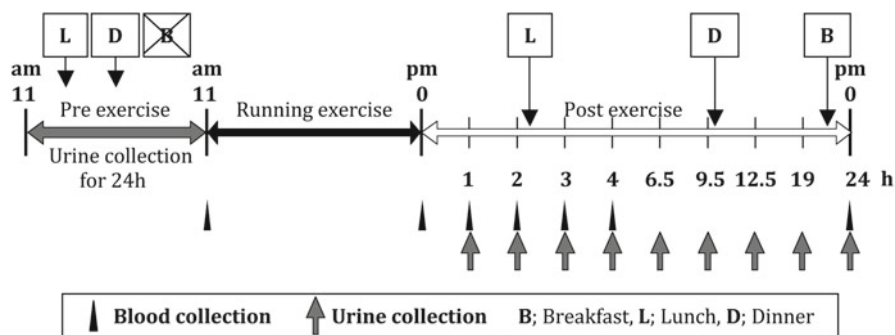 L D B L D B
am am pm pm
11 11 0 0
Pre exercise Running exercise Post exercise
Urine collection
for 24h
1 2 3 4 6.5 9.5 12.5 19 24 h
Blood collection Urine collection B; Breakfast, L; Lunch, D; Dinner